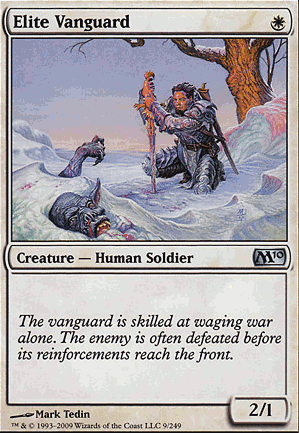 Elite Vanguard
Creature — Human Soldier
M10
The vanguard is skilled at waging war
alone. The enemy is often defeated before
its reinforcements reach the front.
Mark Tedin
2/1
™ & © 1993–2009 Wizards of the Coast LLC 9/249